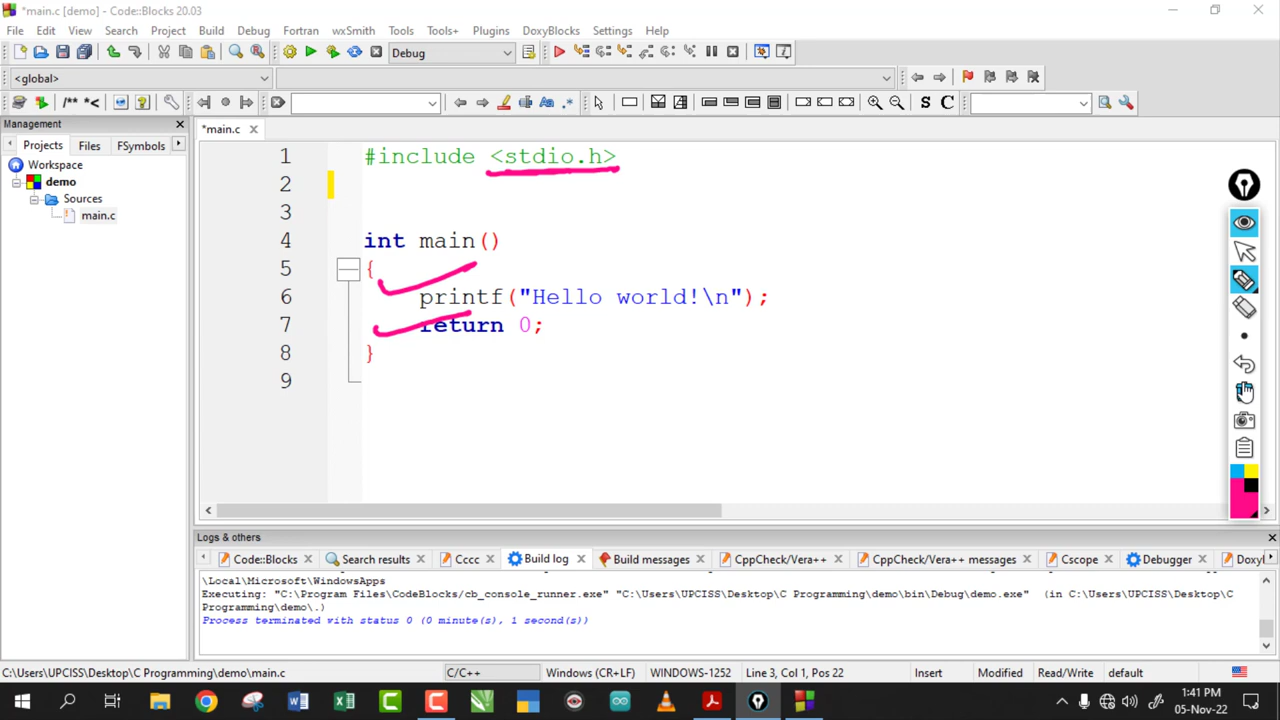 *main.c [demo] - Code::Blocks 20.03
File Edit View Search Project Build Debug Fortran wxSmith Tools Tools+ Plugins DoxyBlocks Settings Help
Debug
<global>
/** *<
S C
Management
Projects Files FSymbols
Workspace
demo
Sources
main.c
*main.c
1 #include <stdio.h>
2
3
4 int main()
5 {
6 printf("Hello world!\n");
7 return 0;
8 }
9
Logs & others
Code::Blocks Search results Cccc Build log Build messages CppCheck/Vera++ CppCheck/Vera++ messages Cscope Debugger DoxyBl
\Local\Microsoft\WindowsApps
Executing: "C:\Program Files\CodeBlocks/cb_console_runner.exe" "C:\Users\UPCISS\Desktop\C Programming\demo\bin\Debug\demo.exe" (in C:\Users\UPCISS\Desktop\C
Programming\demo\.)
Process terminated with status 0 (0 minute(s), 1 second(s))
C:\Users\UPCISS\Desktop\C Programming\demo\main.c C/C++ Windows (CR+LF) WINDOWS-1252 Line 3, Col 1, Pos 22 Insert Modified Read/Write default
1:41 PM
05-Nov-22